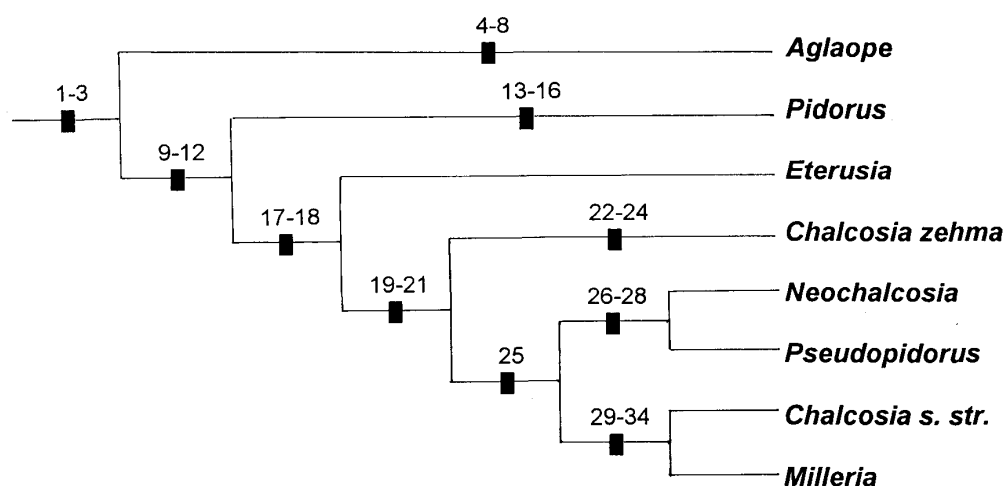 4-8
Aglaope
1-3
13-16
Pidorus
9-12
Eterusia
17-18
22-24
Chalcosia zehma
19-21
26-28
Neochalcosia
25
Pseudopidorus
29-34
Chalcosia s. str.
Milleria